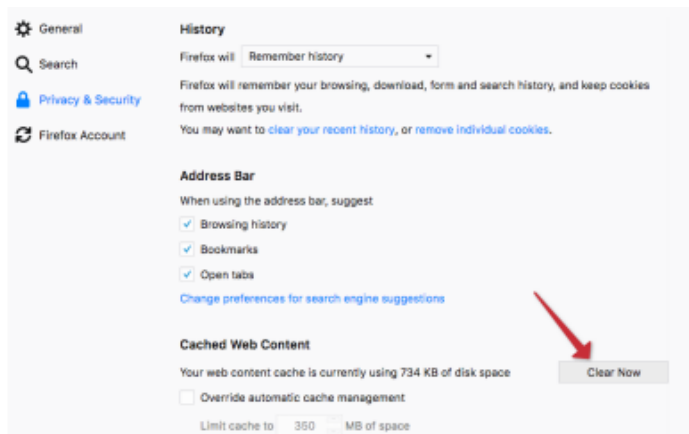 General
Search
Privacy & Security
Firefox Account
History
Firefox will Remember history
Firefox will remember your browsing, download, form and search history, and keep cookies
from websites you visit.
You may want to clear your recent history, or remove individual cookies.
Address Bar
When using the address bar, suggest
Browsing history
Bookmarks
Open tabs
Change preferences for search engine suggestions
Cached Web Content
Your web content cache is currently using 734 KB of disk space Clear Now
Override automatic cache management
Limit cache to 360 MB of space